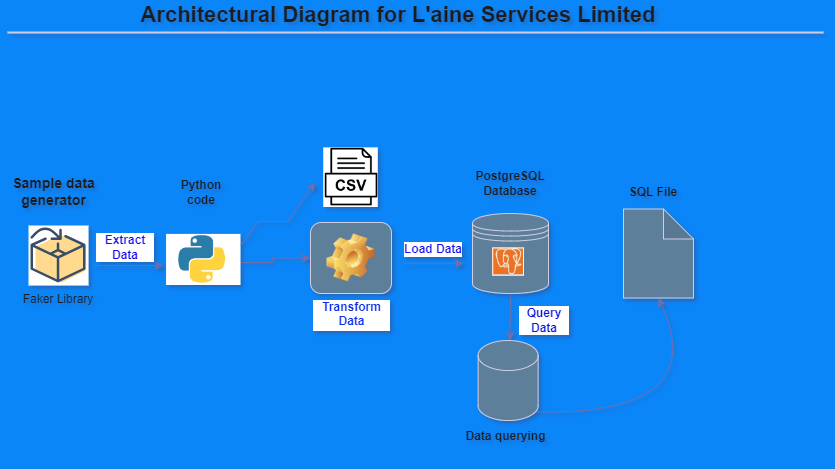 Architectural Diagram for L'aine Services Limited
Sample data
generator
Faker Library
Extract
Data
Python
code
CSV
Transform
Data
Load Data
PostgreSQL
Database
Query
Data
Data querying
SQL File